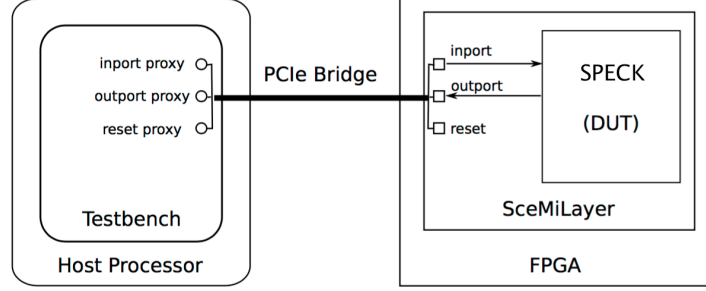 inport proxy
outport proxy
reset proxy
Testbench
Host Processor
PCIe Bridge
inport
outport
reset
SPECK
(DUT)
SceMiLayer
FPGA